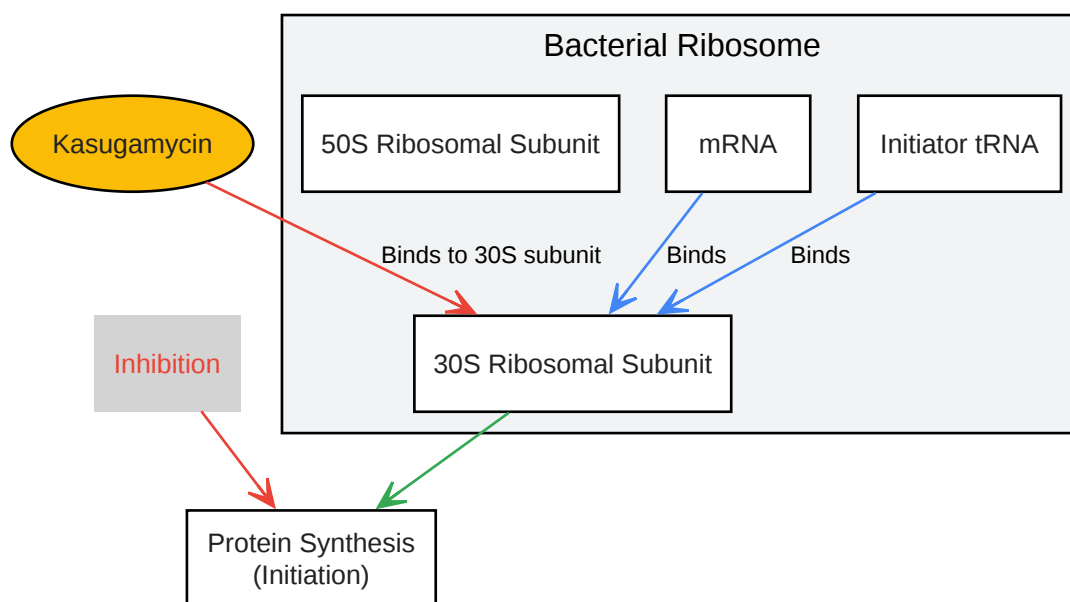 Bacterial Ribosome
Kasugamycin
50S Ribosomal Subunit
mRNA
Initiator tRNA
Binds to 30S subunit
Binds
Binds
Inhibition
30S Ribosomal Subunit
Protein Synthesis
(Initiation)